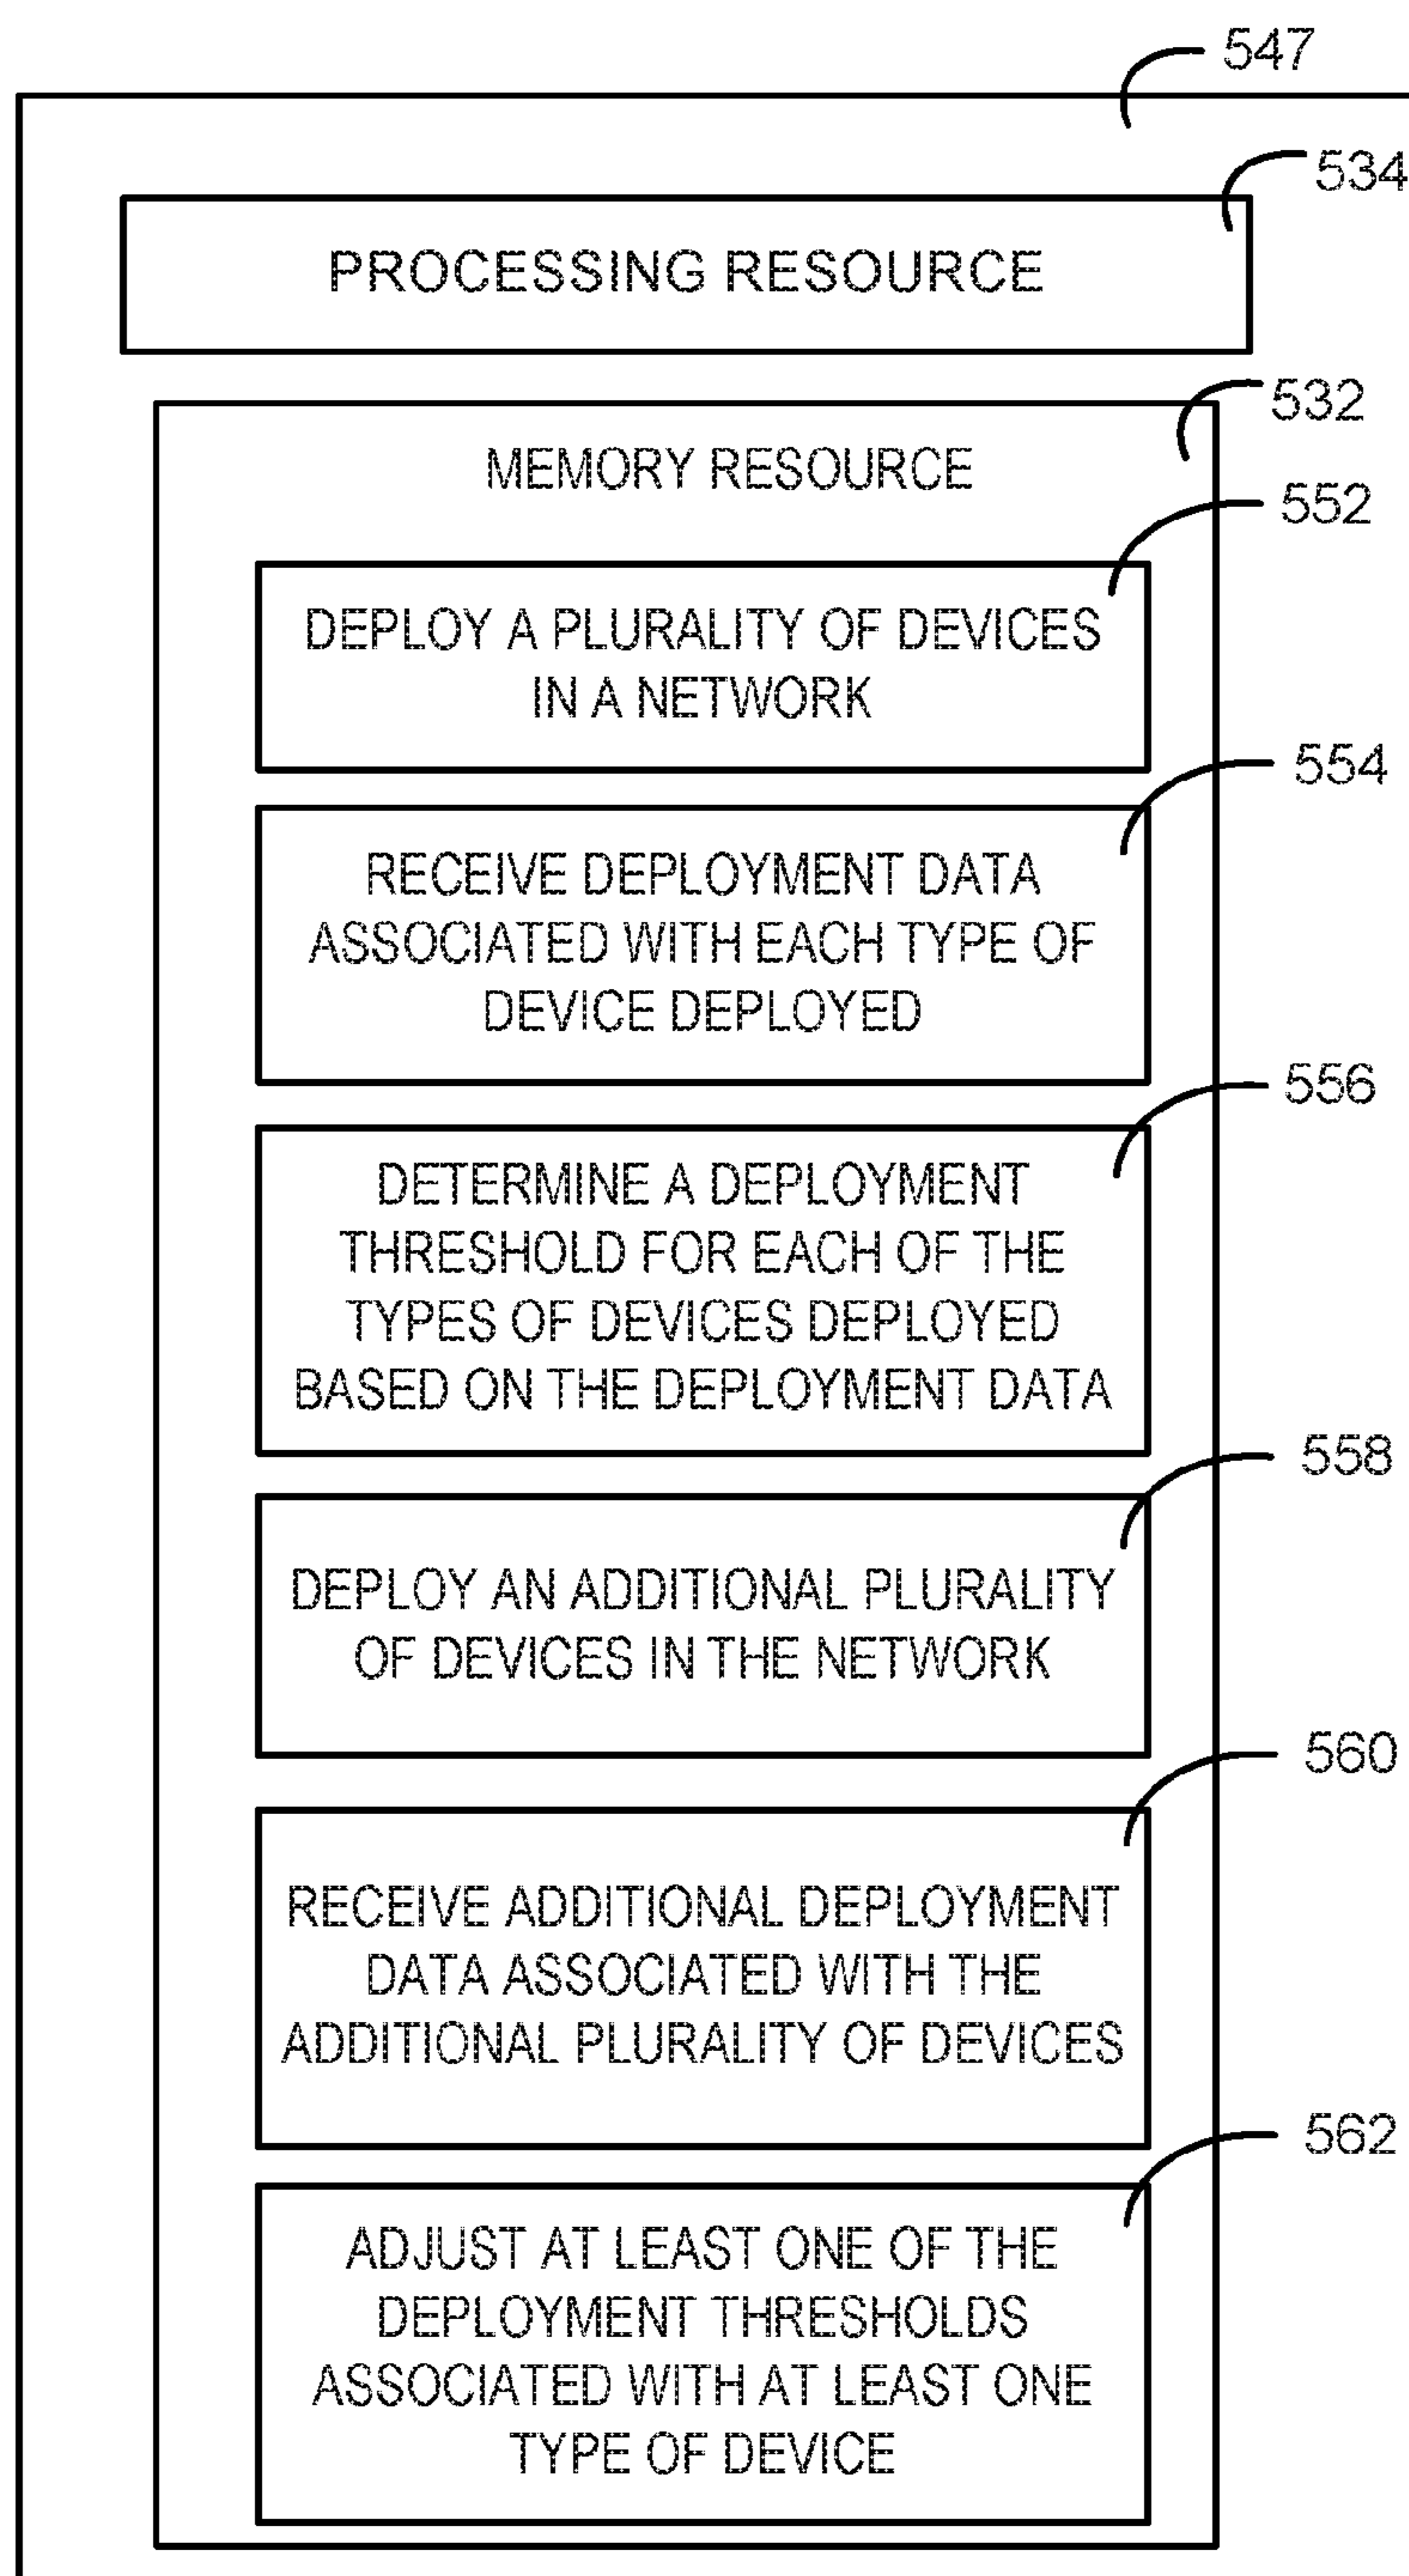 547
534
PROCESSING RESOURCE
532
MEMORY RESOURCE
552
DEPLOY A PLURALITY OF DEVICES
IN A NETWORK
554
RECEIVE DEPLOYMENT DATA
ASSOCIATED WITH EACH TYPE OF
DEVICE DEPLOYED
556
DETERMINE A DEPLOYMENT
THRESHOLD FOR EACH OF THE
TYPES OF DEVICES DEPLOYED
BASED ON THE DEPLOYMENT DATA
558
DEPLOY AN ADDITIONAL PLURALITY
OF DEVICES IN THE NETWORK
560
RECEIVE ADDITIONAL DEPLOYMENT
DATA ASSOCIATED WITH THE
ADDITIONAL PLURALITY OF DEVICES
562
ADJUST AT LEAST ONE OF THE
DEPLOYMENT THRESHOLDS
ASSOCIATED WITH AT LEAST ONE
TYPE OF DEVICE